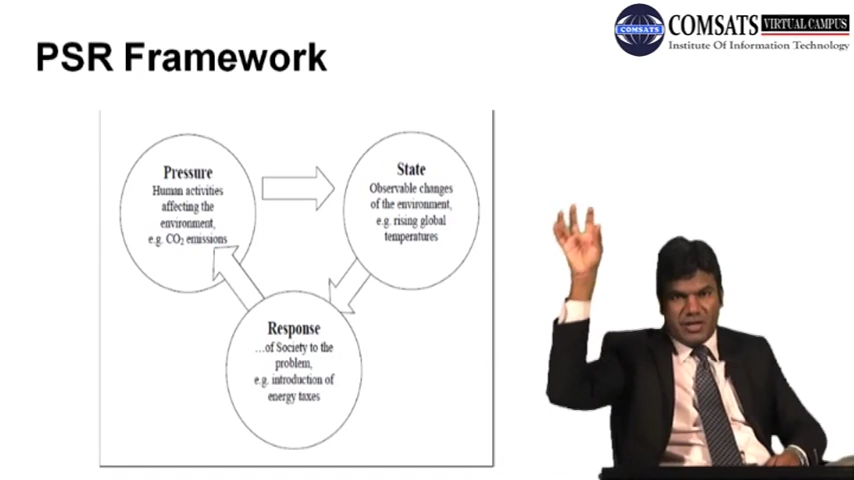 COMSATS VIRTUAL CAMPUS
COMSATS
Institute Of Information Technology
PSR Framework
Pressure
Human activities
affecting the
environment,
e.g. CO₂ emissions
State
Observable changes
of the environment,
e.g. rising global
temperatures
Response
…of Society to the
problem,
e.g. introduction of
energy taxes